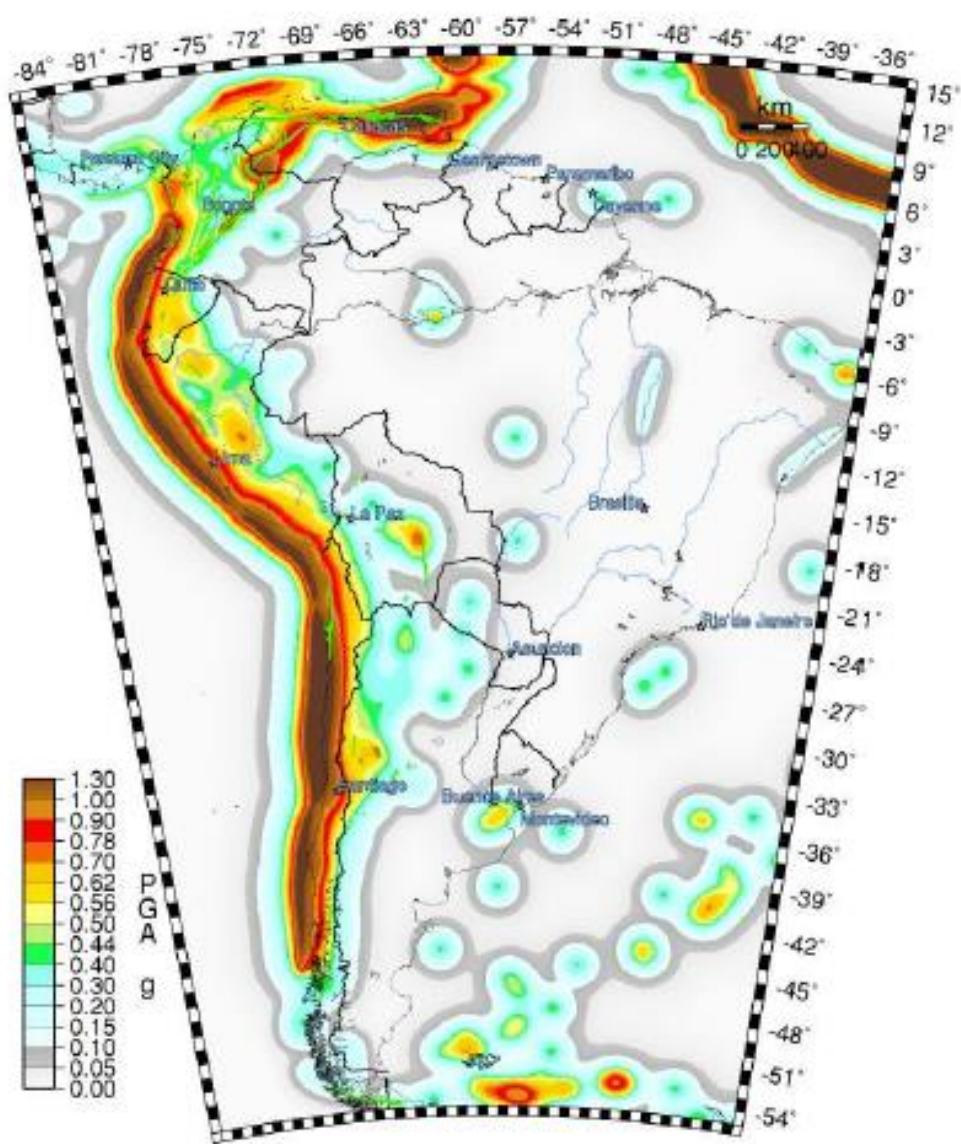 -84° -81° -78° -75° -72° -69° -66° -63° -60° -57° -54° -51° -48° -45° -42° -39° -36°
15°
km
12°
0 200400
9°
Panama City
Georgetown
Paramaribo
Cayenne
6°
Bogota
3°
Quito
0°
-3°
-6°
-9°
Lima
-12°
La Paz
Brasilia
-15°
-18°
Rio de Janeiro
-21°
Asuncion
-24°
-27°
-30°
Santiago
Buenos Aires
-33°
Montevideo
-36°
-39°
-42°
-45°
-48°
-51°
-54°
1.30
1.00
0.90
0.78
0.70
0.62
0.56
0.50
0.44
0.40
0.30
0.20
0.15
0.10
0.05
0.00
PGA g